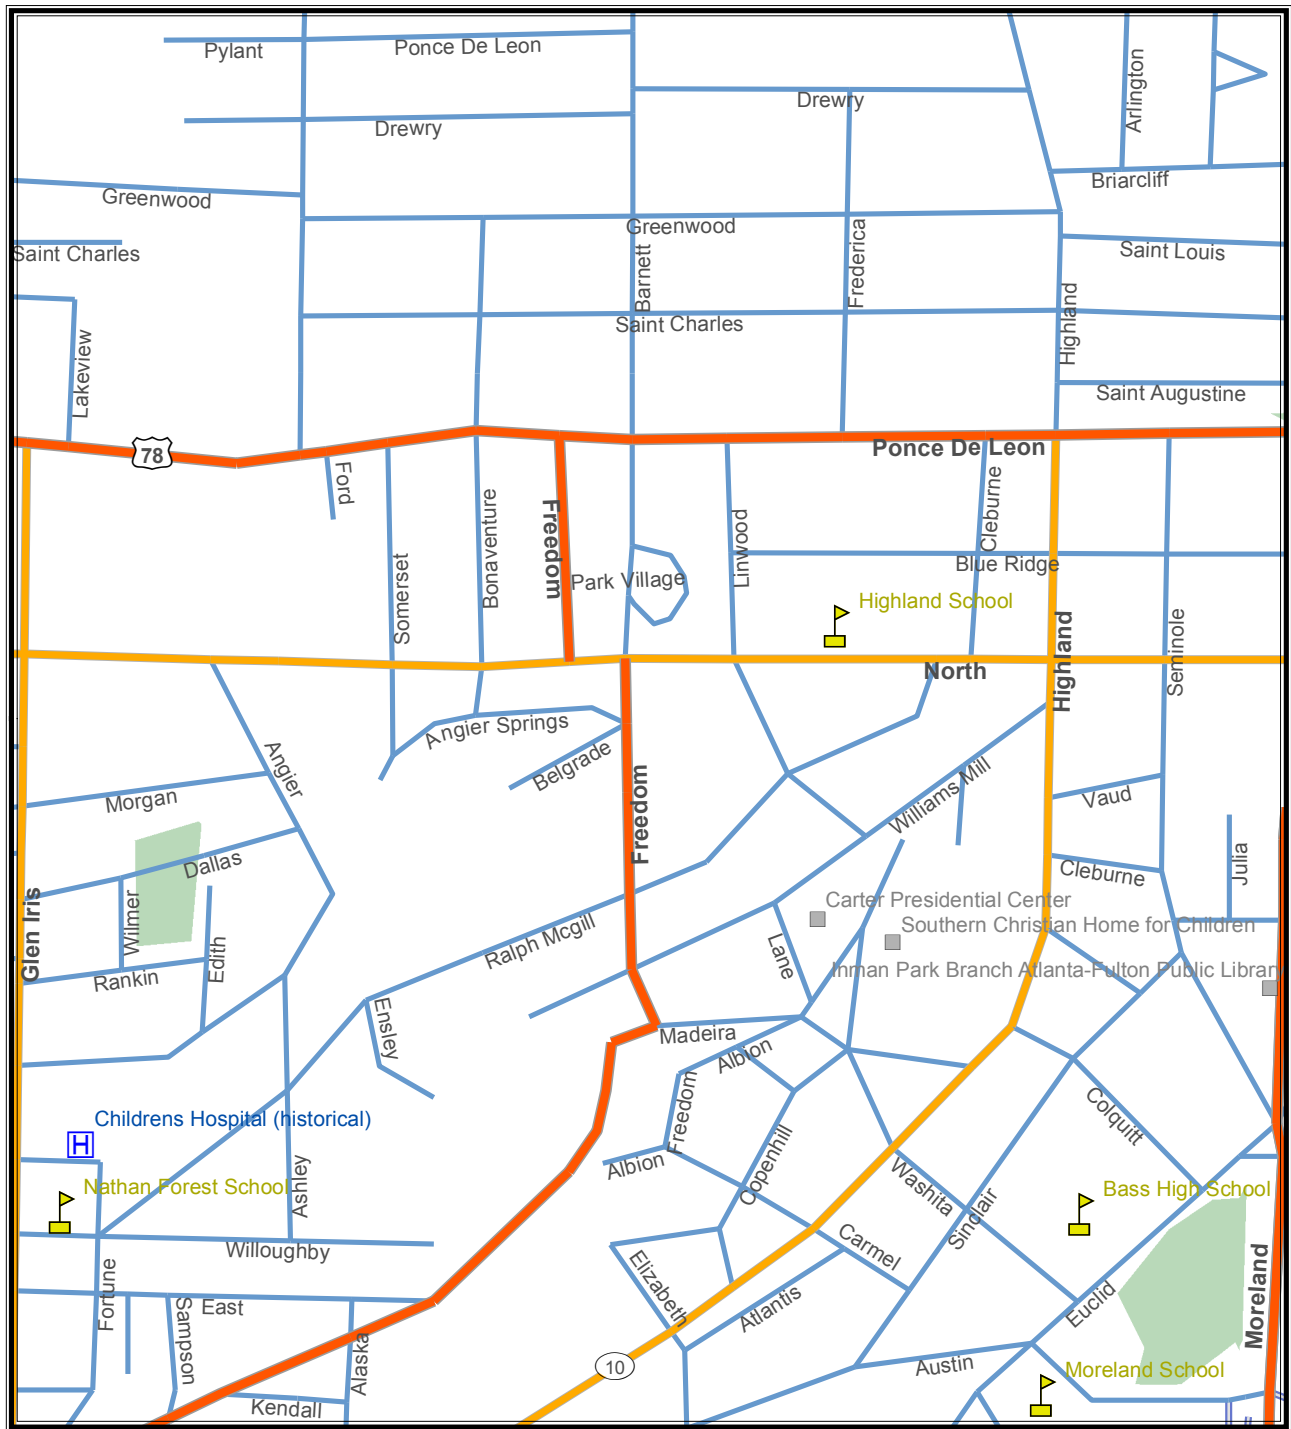 Pylant
Ponce De Leon
Drewry
Drewry
Arlington
Briarcliff
Greenwood
Greenwood
Saint Charles
Barnett
Frederica
Saint Louis
Highland
Saint Charles
Lakeview
Saint Augustine
78
Ponce De Leon
Ford
Freedom
Bonaventure
Somerset
Linwood
Cleburne
Blue Ridge
Park Village
Highland School
Highland
Seminole
North
Angier Springs
Belgrade
Angier
Morgan
Freedom
Williams Mill
Vaud
Dallas
Cleburne
Julia
Glen Iris
Wilmer
Edith
Rankin
Ralph Mcgill
Lane
Carter Presidential Center
Southern Christian Home for Children
Inman Park Branch Atlanta-Fulton Public Librar
Ensley
Madeira
Albion
Freedom
Colquitt
Childrens Hospital (historical)
H
Albion
Copenhill
Ashley
Nathan Forest School
Washita
Sinclair
Bass High School
Willoughby
Carmel
Elizabeth
Fortune
Sampson
East
Atlantis
Euclid
Moreland
Alaska
10
Austin
Moreland School
Kendall